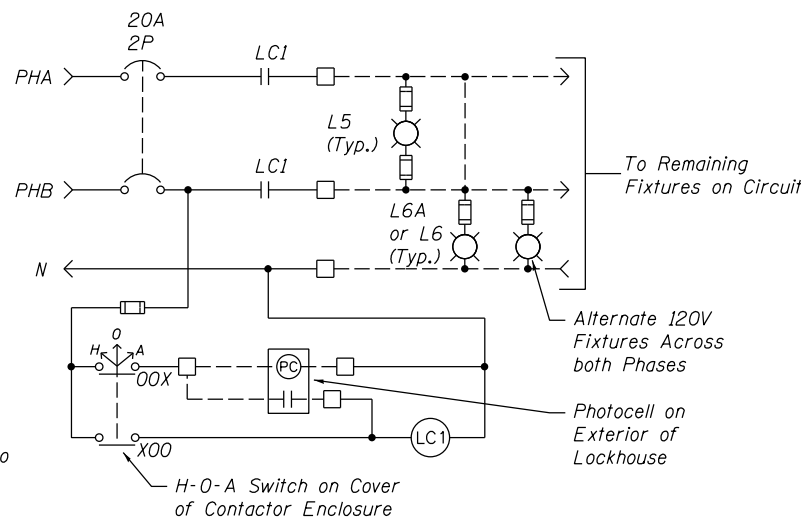 20A
2P
LC1
PHA
L5
(Typ.)
LC1
PHB
To Remaining
Fixtures on Circuit
L6A
or L6
(Typ.)
N
Alternate 120V
Fixtures Across
both Phases
O
H
A
OOX
PC
Photocell on
Exterior of
Lockhouse
XOO
LC1
o
H-O-A Switch on Cover
of Contactor Enclosure